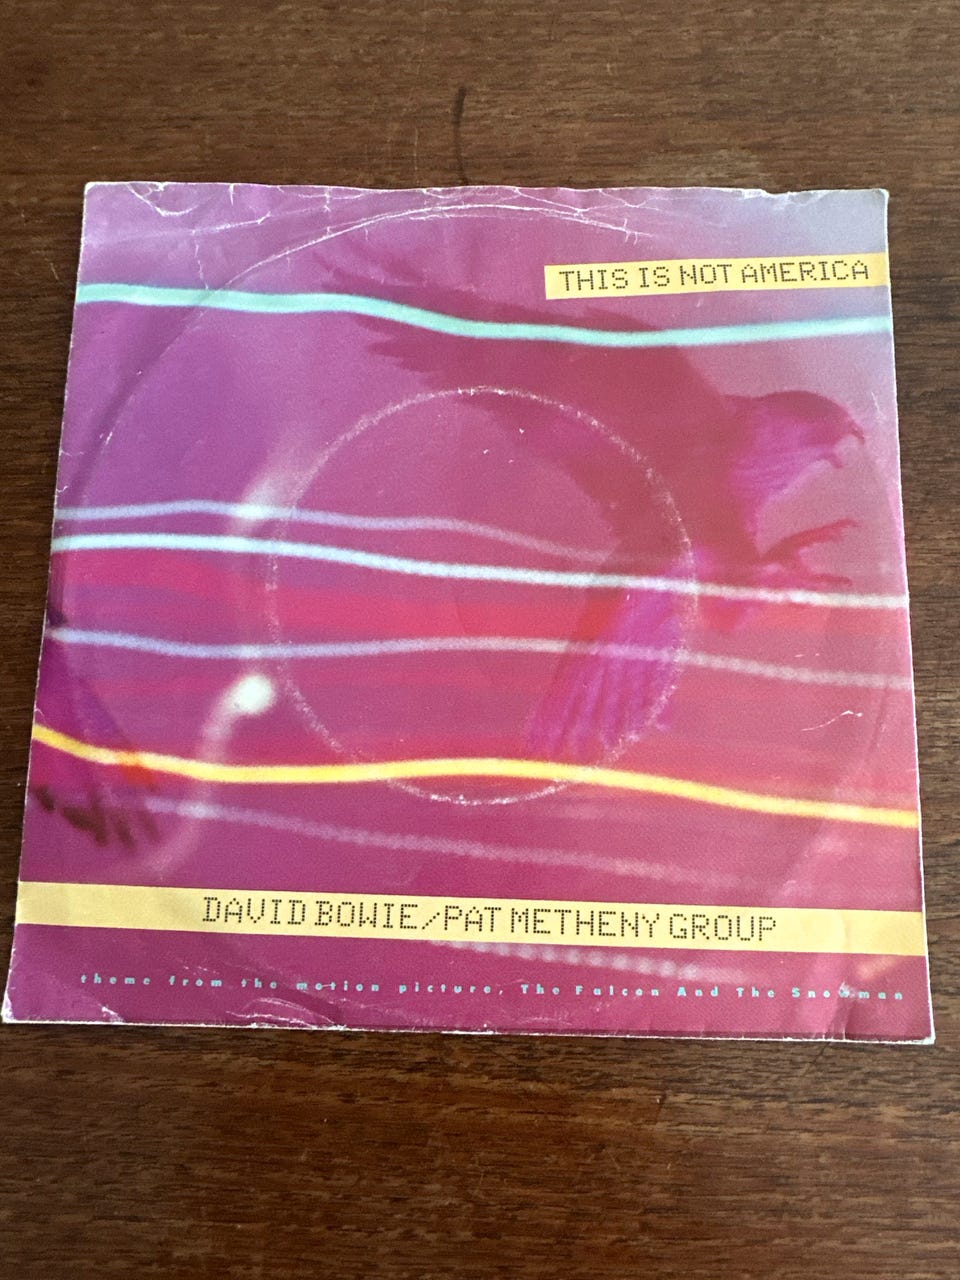 THIS IS NOT AMERICA
DAVID BOWIE/PAT METHENY GROUP
theme from the motion picture, The Falcon And The Snowman